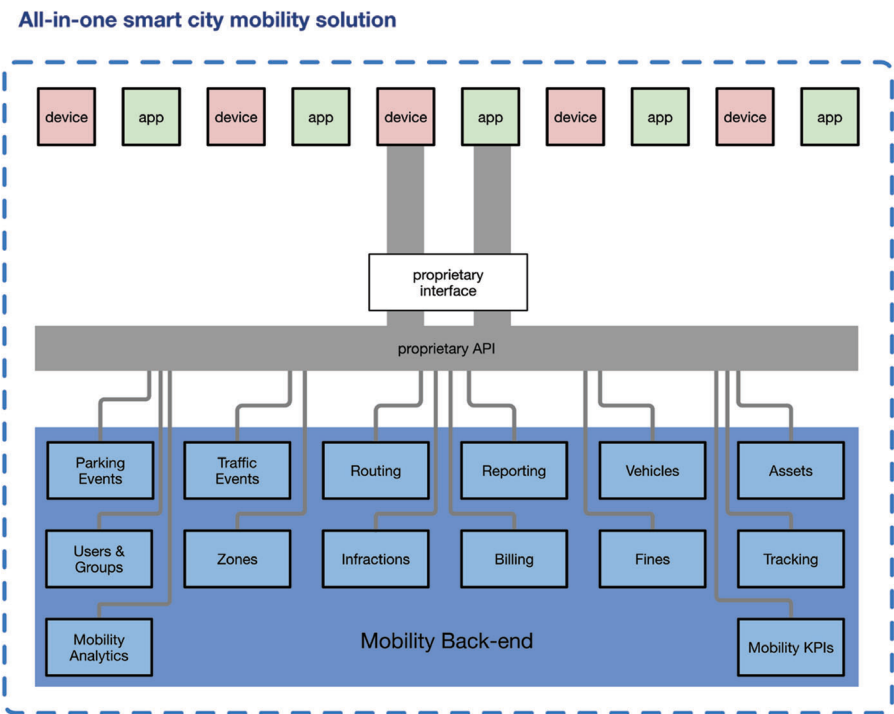 All-in-one smart city mobility solution
device app device app device app device app device app
proprietary
interface
proprietary API
Parking
Events
Traffic
Events
Routing
Reporting
Vehicles
Assets
Users &
Groups
Zones
Infractions
Billing
Fines
Tracking
Mobility
Analytics
Mobility Back-end
Mobility KPIs